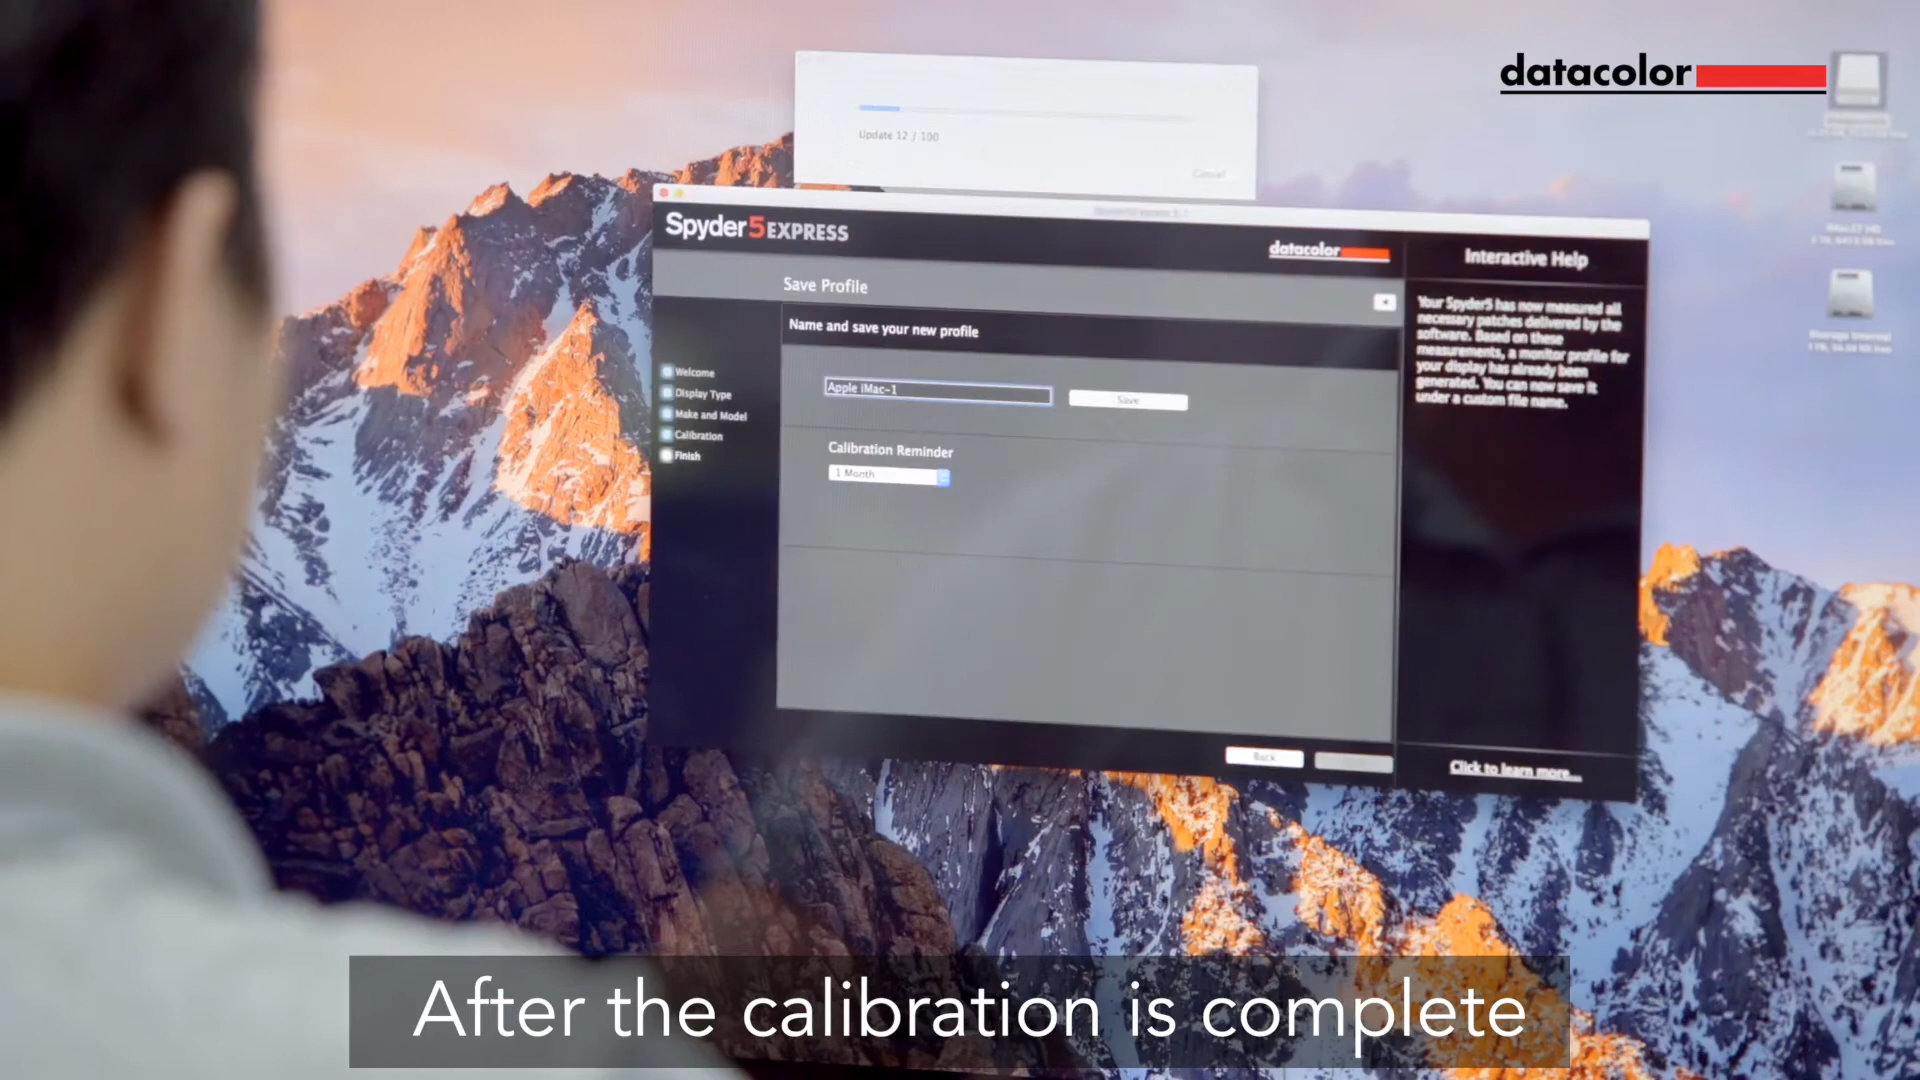 datacolor
Update 12 / 100
Cancel
Spyder5EXPRESS
datacolor
Interactive Help
Save Profile
Name and save your new profile
Your Spyder5 has now measured all
necessary patches delivered by the
software. Based on these
measurements, a monitor profile for
your display has already been
generated. You can now save it
under a custom file name.
Welcome
Display Type
Make and Model
Calibration
Finish
Apple iMac-1
Save
Calibration Reminder
1 Month
Back
Click to learn more...
After the calibration is complete